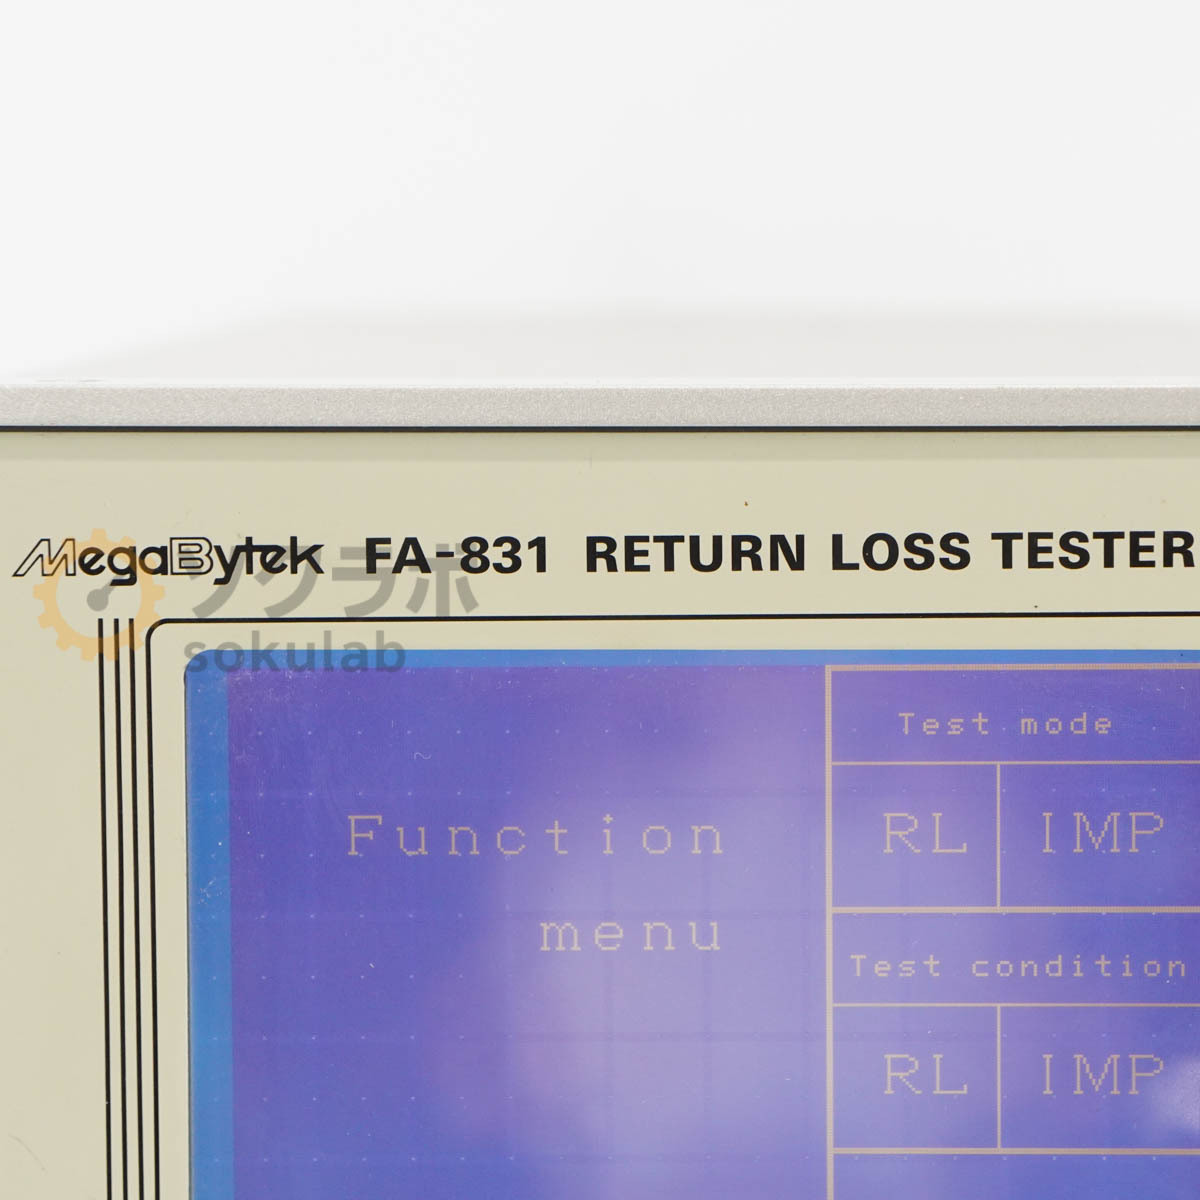 MegaBytek FA-831 RETURN LOSS TESTER
ソクラボ
sokulab
Function
menu
Test mode
RL IMP
Test condition
RL IMP